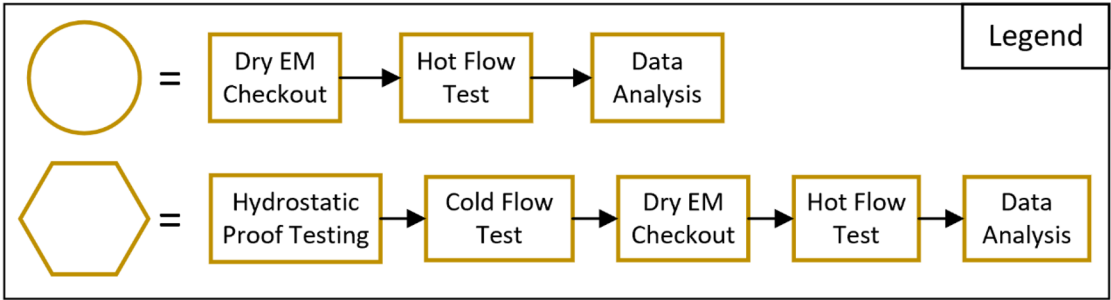 Legend
=
Dry EM
Checkout
Hot Flow
Test
Data
Analysis
=
Hydrostatic
Proof Testing
Cold Flow
Test
Dry EM
Checkout
Hot Flow
Test
Data
Analysis